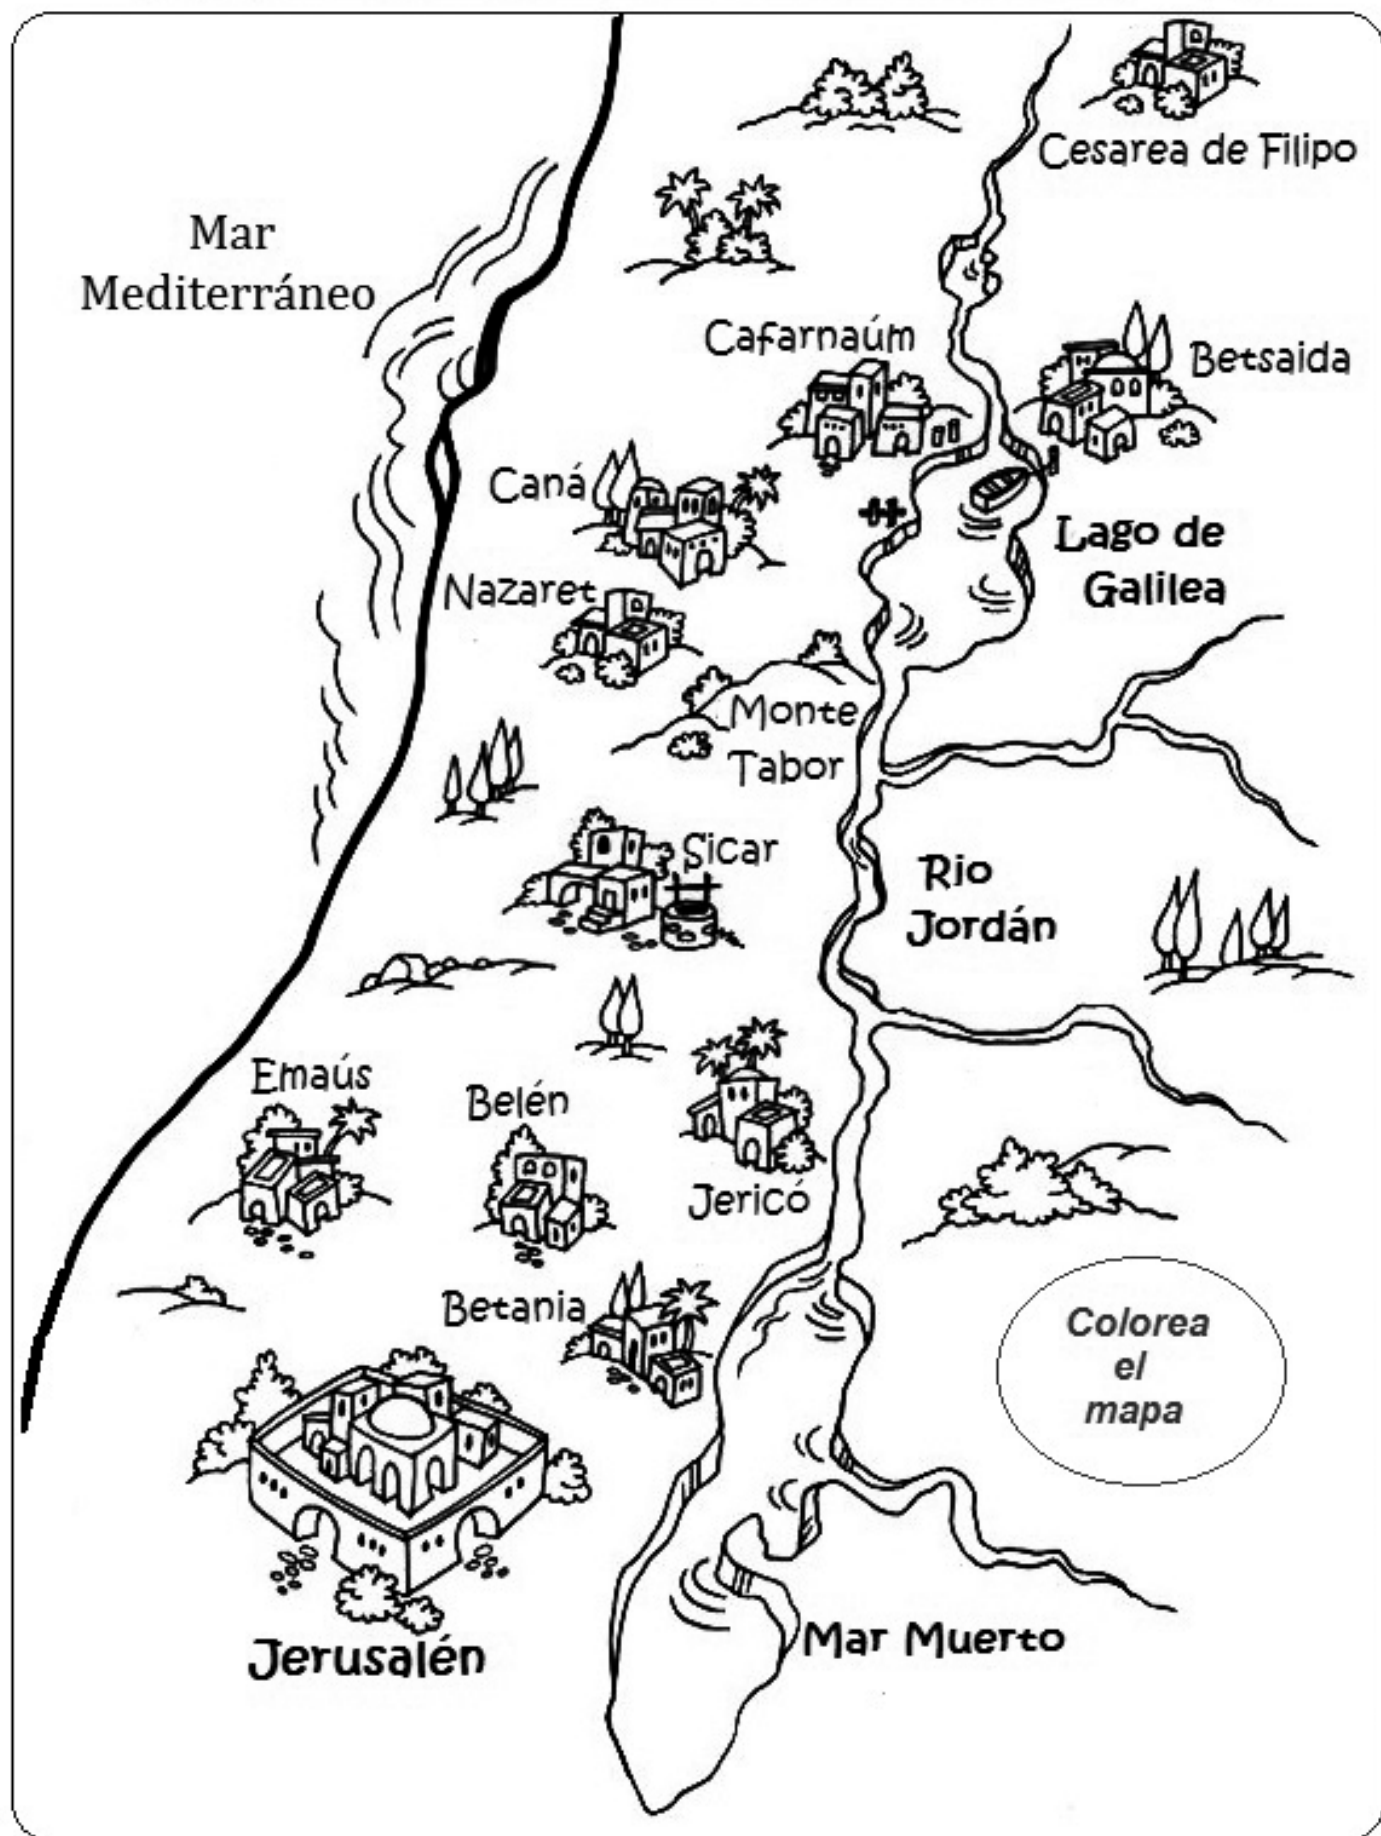 Cesarea de Filipo
Mar
Mediterráneo
Cafarnaúm
Betsaida
Caná
Lago de
Galilea
Nazaret
Monte
Tabor
Sicar
Rio
Jordán
Emaús
Belén
Jericó
Betania
Colorea
el
mapa
Jerusalén
Mar Muerto